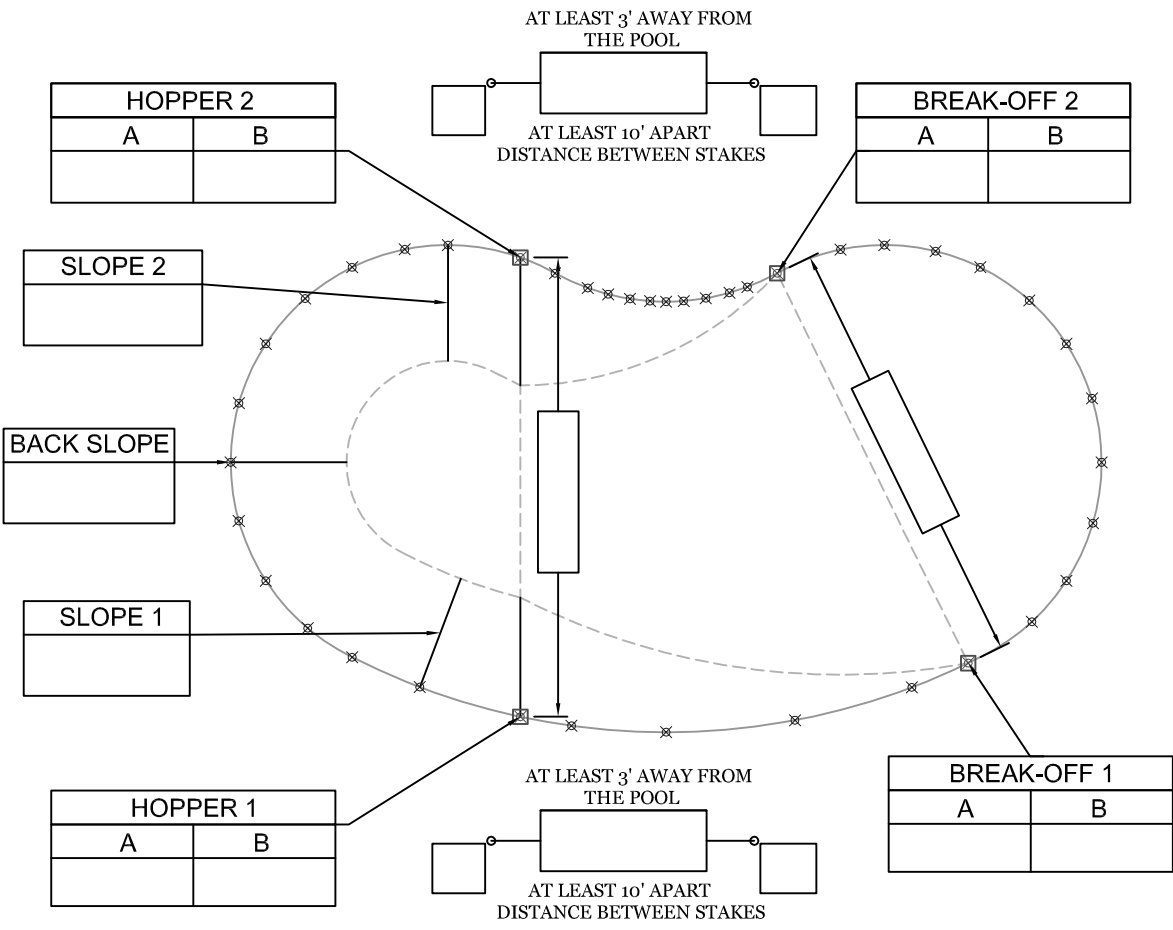 AT LEAST 3' AWAY FROM
THE POOL
AT LEAST 10' APART
DISTANCE BETWEEN STAKES
HOPPER 2
A B
BREAK-OFF 2
A B
SLOPE 2
BACK SLOPE
SLOPE 1
HOPPER 1
A B
AT LEAST 3' AWAY FROM
THE POOL
AT LEAST 10' APART
DISTANCE BETWEEN STAKES
BREAK-OFF 1
A B